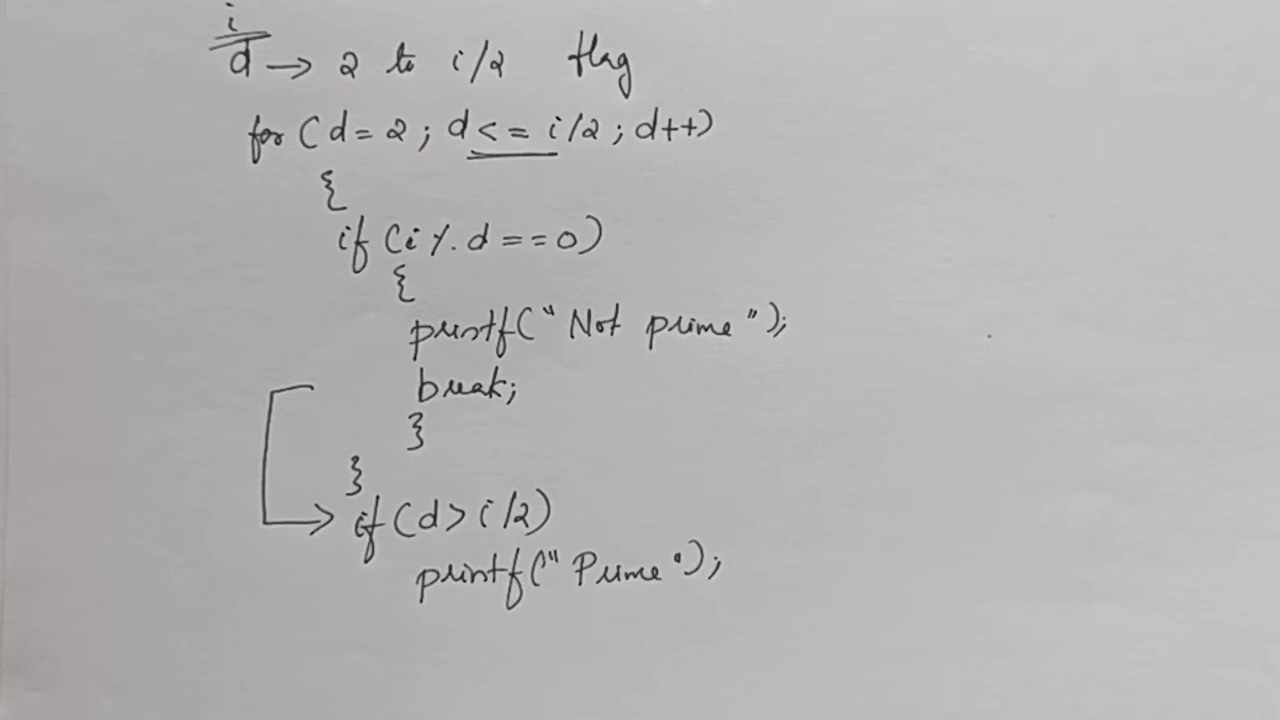 i
d → 2 to i/2 flag
for (d=2; d<=i/2; d++)
{
if (i % d ==0)
{
printf("Not prime");
break;
}
}
if (d>i/2)
printf("Prime");